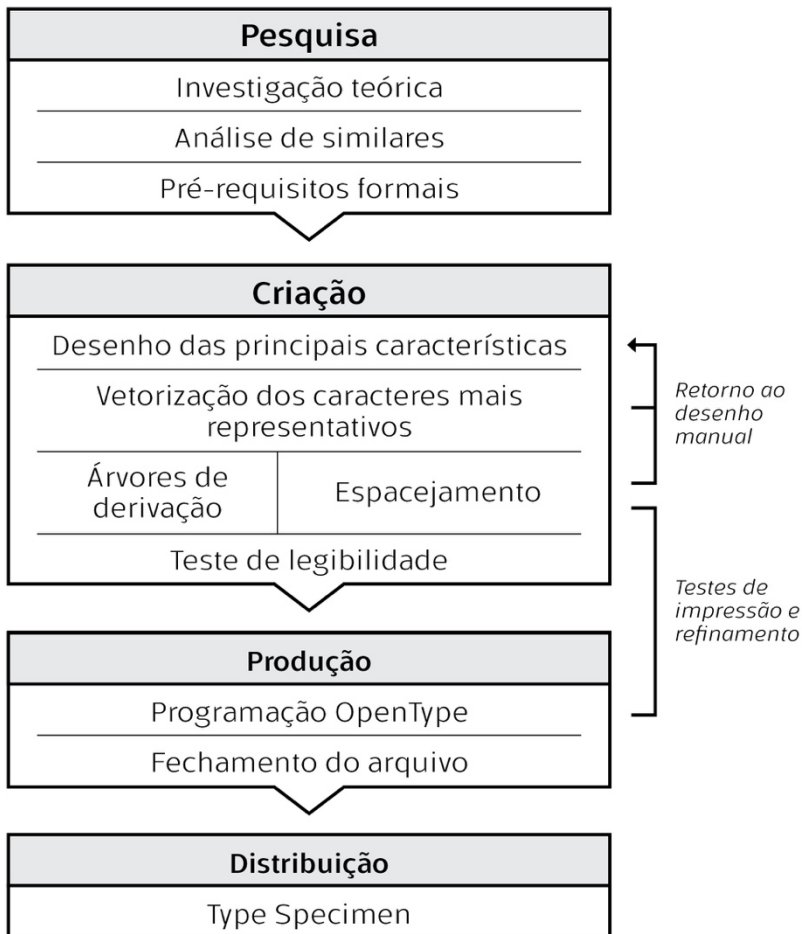 Pesquisa
Investigação teórica
Análise de similares
Pré-requisitos formais
Criação
Desenho das principais características
Vetorização dos caracteres mais
representativos
Árvores de
derivação
Espacejamento
Teste de legibilidade
Retorno ao
desenho
manual
Testes de
impressão e
refinamento
Produção
Programação OpenType
Fechamento do arquivo
Distribuição
Type Specimen